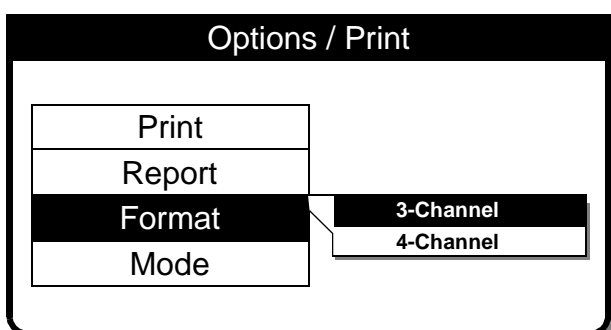 Options / Print
Print
Report
Format
3-Channel
4-Channel
Mode